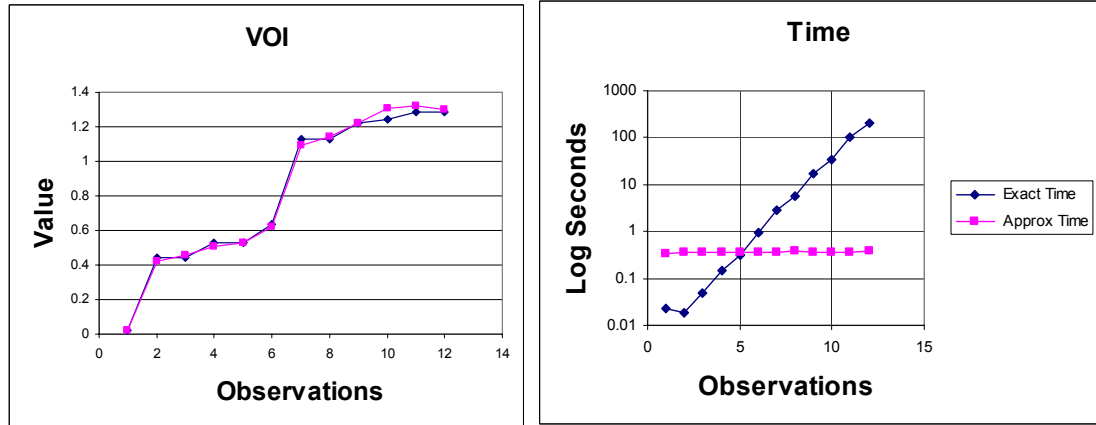 VOI
1.4
1.2
1
0.8
0.6
0.4
0.2
0
0 2 4 6 8 10 12 14
Value
Observations
Time
1000
100
10
1
0.1
0.01
0 5 10 15
Log Seconds
Observations
Exact Time
Approx Time